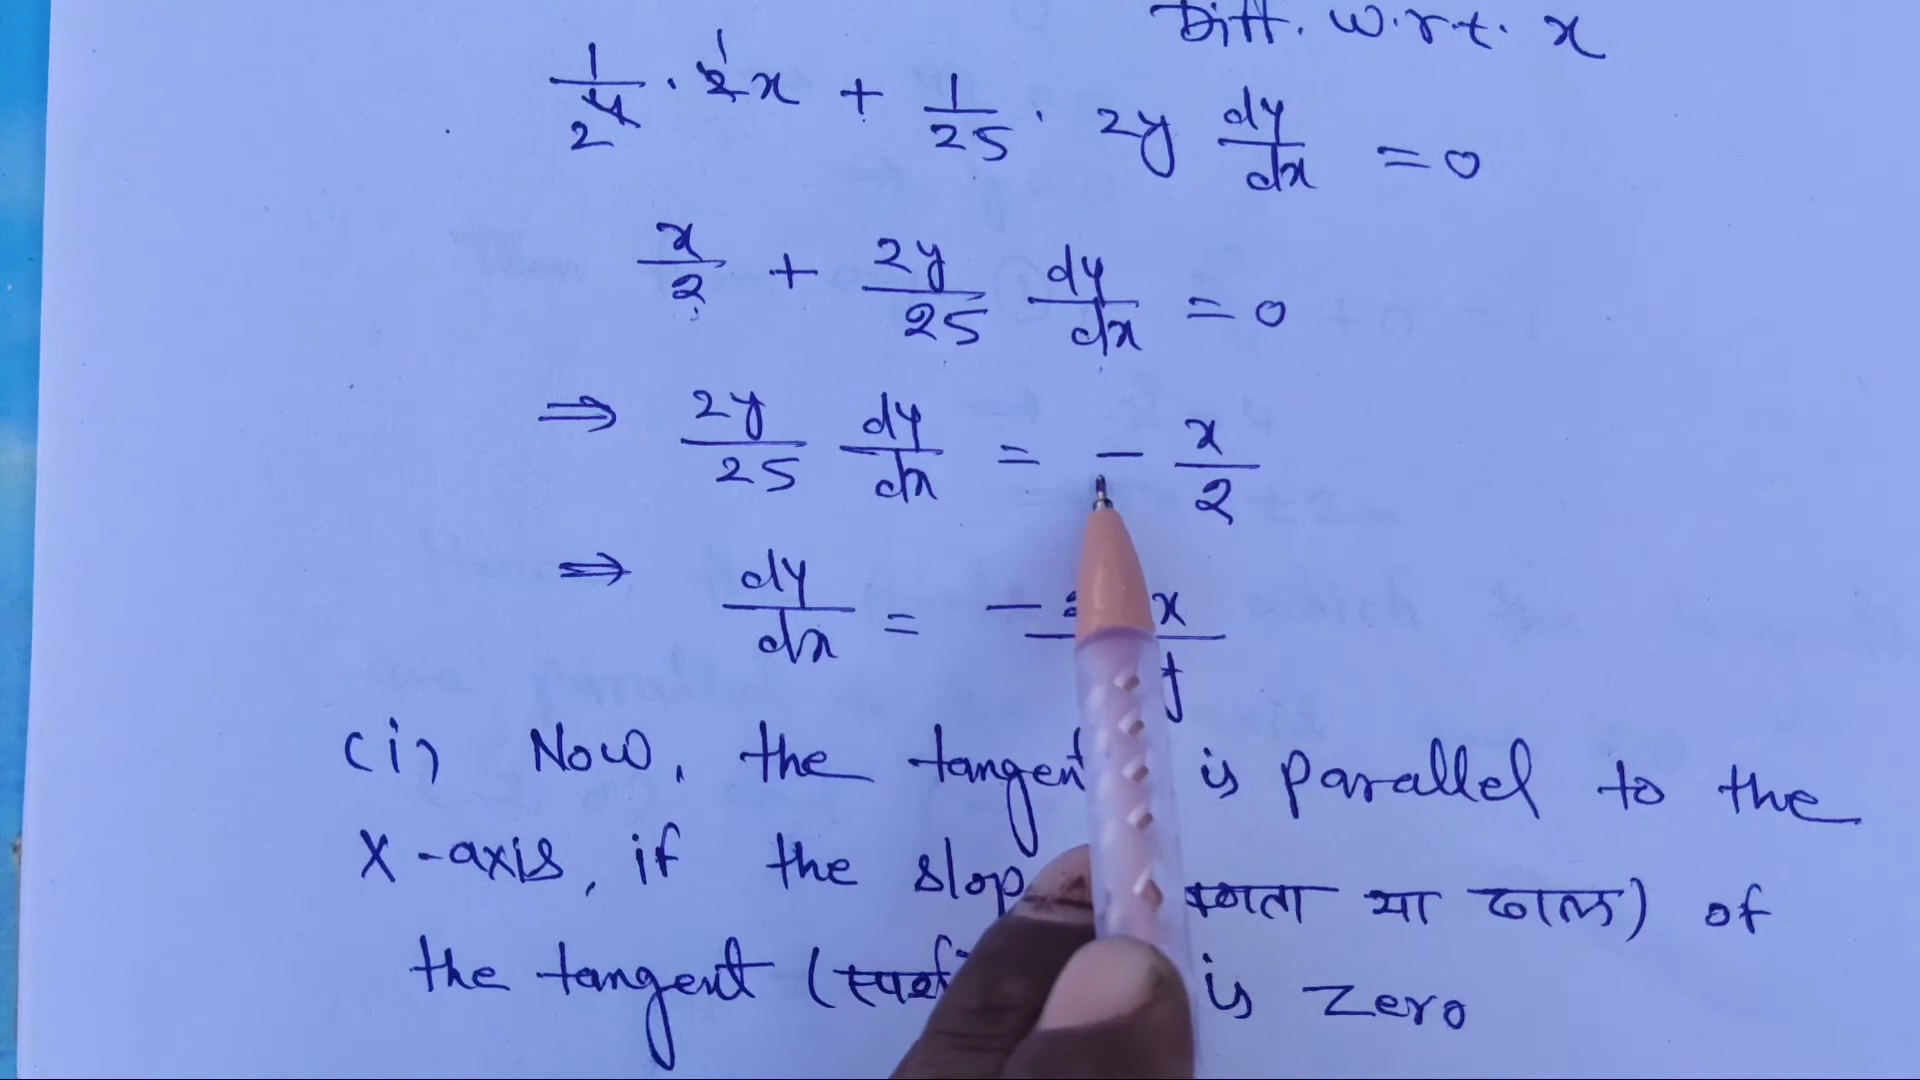 Diff. w.r.t. x
1/24 · 21x + 1/25 · 2y dy/dx = 0
x/2 + 2y/25 dy/dx = 0
⇒ 2y/25 dy/dx = - x/2
⇒ dy/dx = - x / y
(i) Now, the tangent is parallel to the
X-axis, if the slop या ढाल) of
the tangent ( is zero